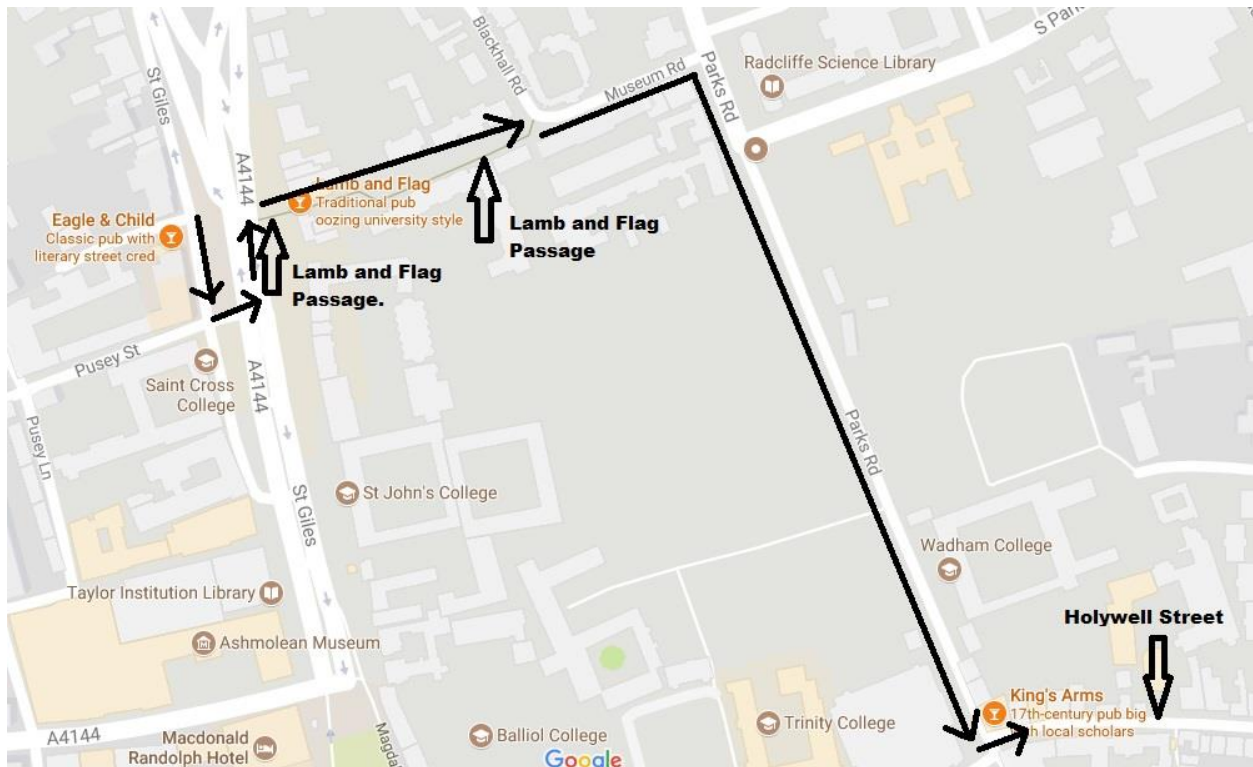 St Giles
A4144
Blackhall Rd
Museum Rd
Parks Rd
Radcliffe Science Library
Eagle & Child
Classic pub with
literary street cred
Lamb and Flag
Traditional pub
oozing university style
Lamb and Flag
Passage
Lamb and Flag
Passage.
Pusey St
Saint Cross
College
A4144
Pusey Ln
St Giles
St John's College
Parks Rd
Wadham College
Taylor Institution Library
Ashmolean Museum
Holywell Street
King's Arms
17th-century pub big
local scholars
Trinity College
Balliol College
A4144
Macdonald
Randolph Hotel
Google